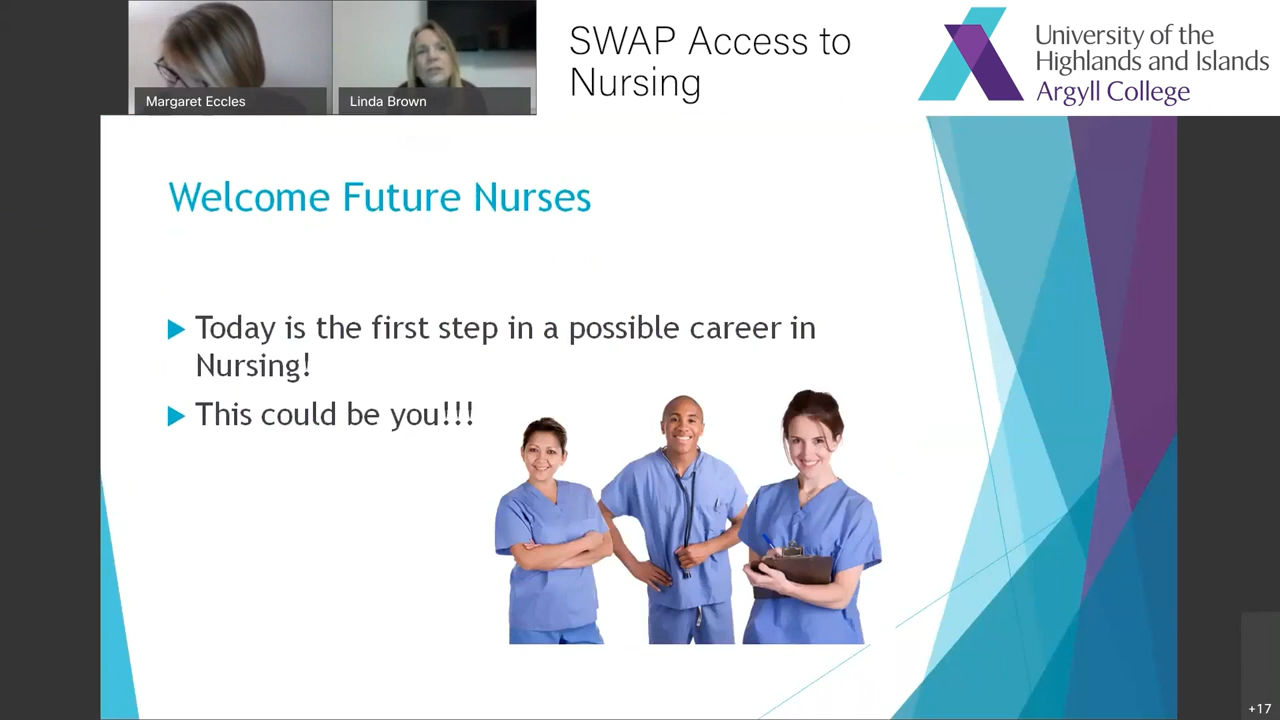 Margaret Eccles
Linda Brown
SWAP Access to
Nursing
University of the
Highlands and Islands
Argyll College
Welcome Future Nurses
Today is the first step in a possible career in
Nursing!
This could be you!!!
+17